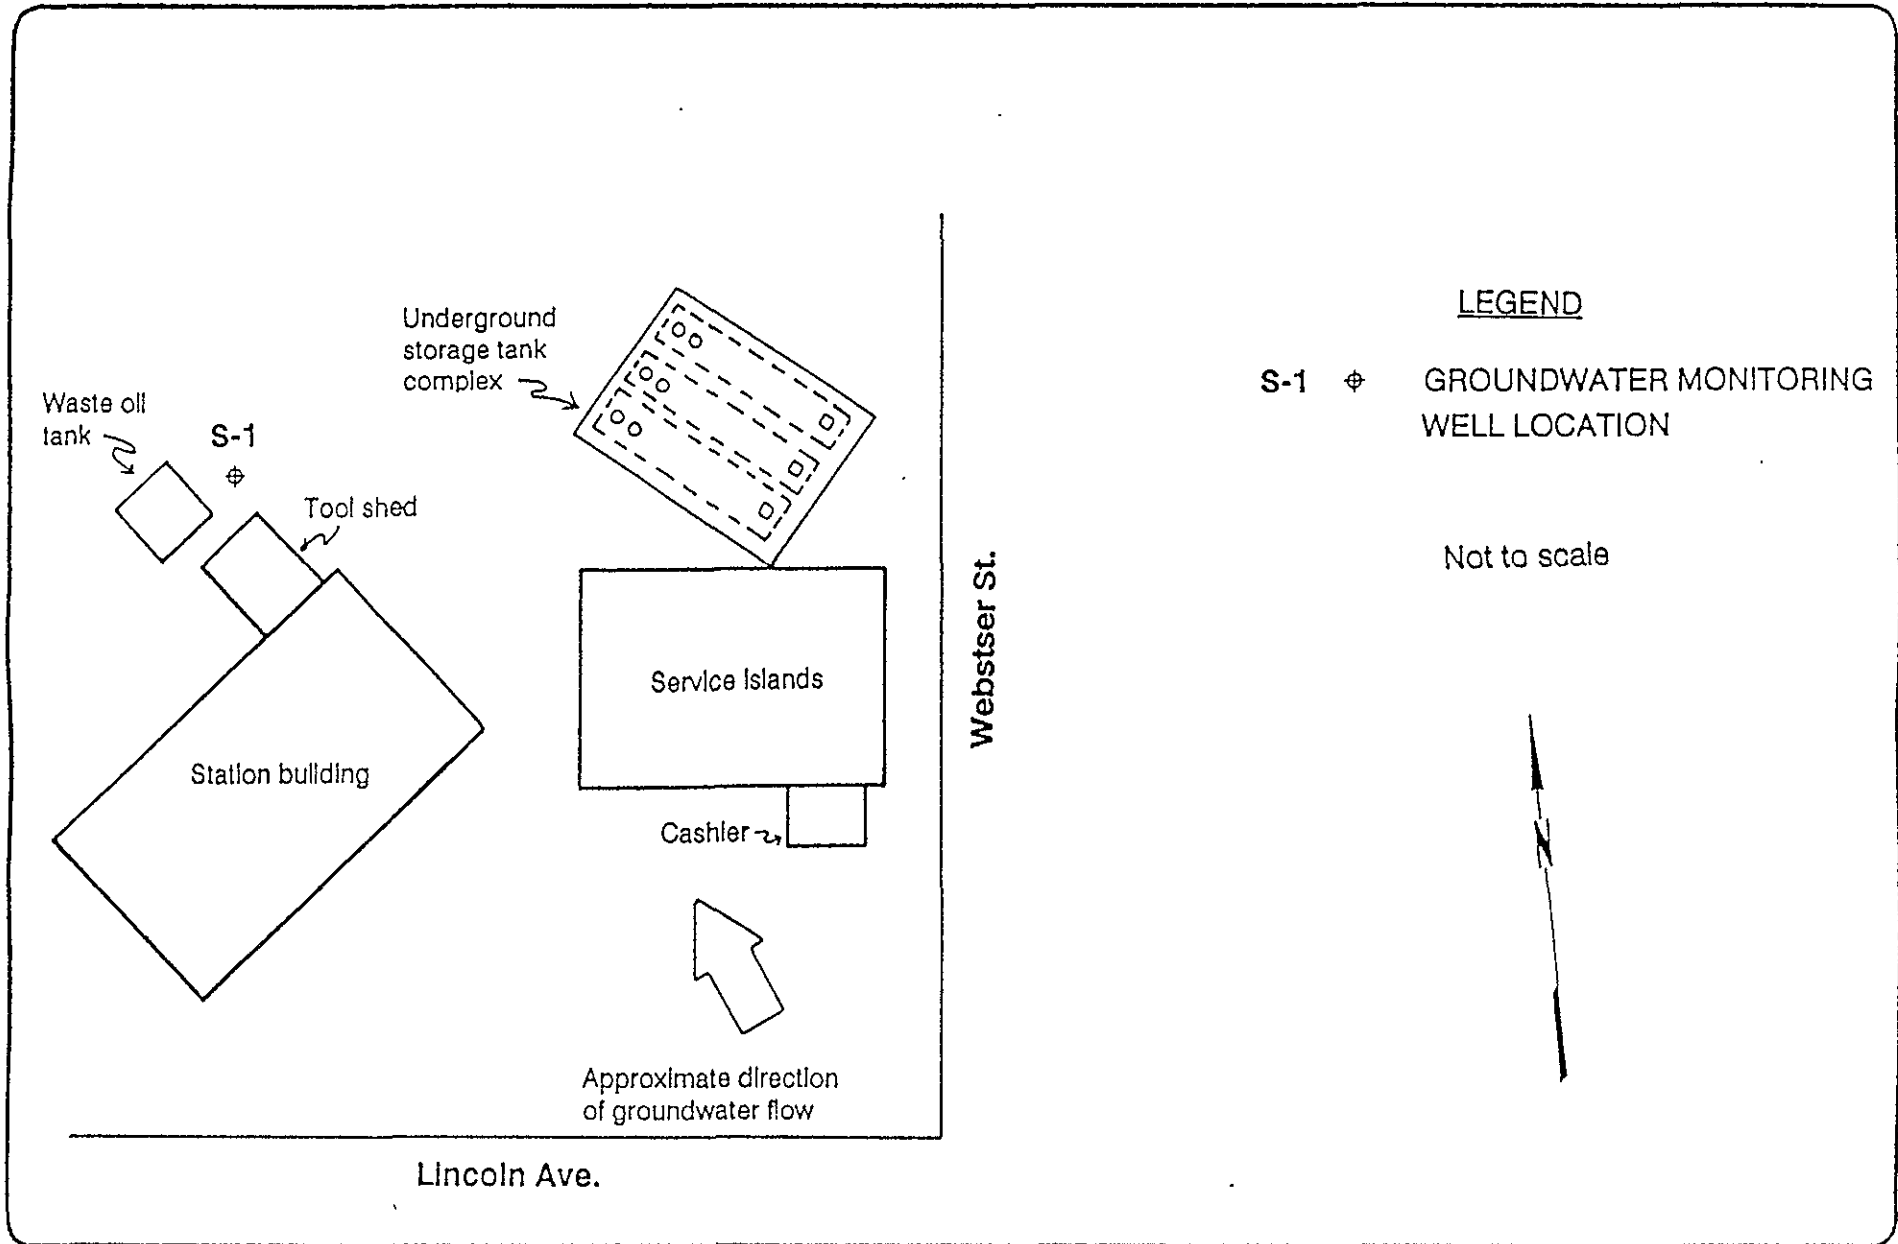 Underground
storage tank
complex
Waste oil
tank
S-1
Tool shed
Station building
Service Islands
Cashier
Webstser St.
Approximate direction
of groundwater flow
Lincoln Ave.
LEGEND
S-1 GROUNDWATER MONITORING
WELL LOCATION
Not to scale
N